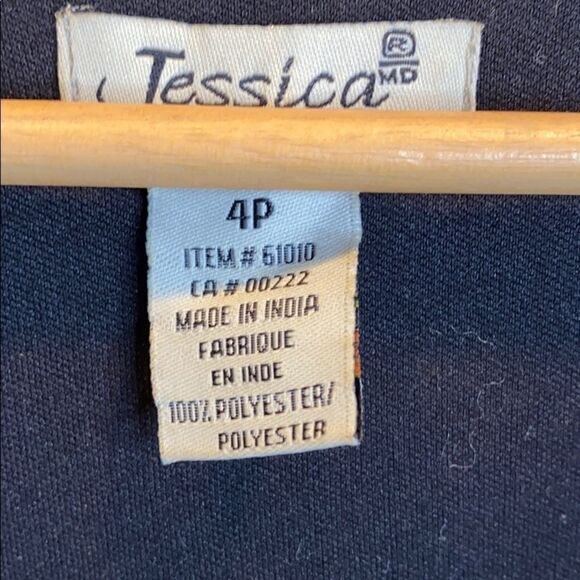 Jessica ®
MD
4P
ITEM # 61010
CA # 00222
MADE IN INDIA
FABRIQUE
EN INDE
100% POLYESTER/
POLYESTER